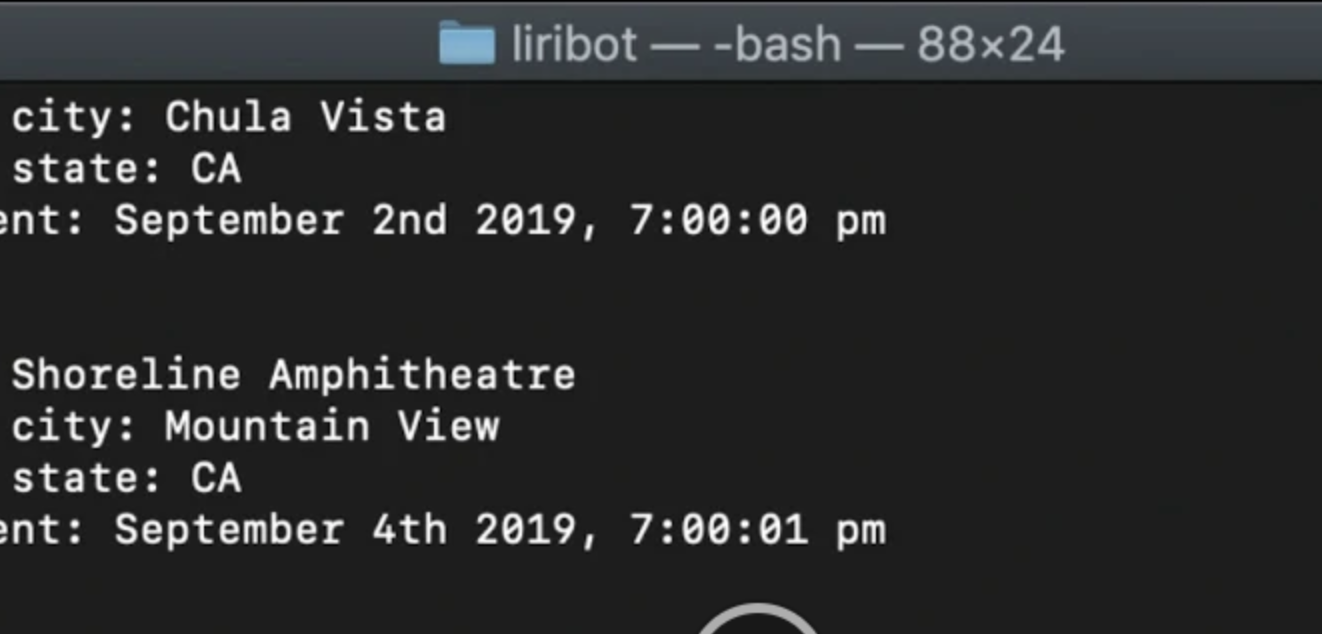 liribot — -bash — 88×24
city: Chula Vista
state: CA
ent: September 2nd 2019, 7:00:00 pm
Shoreline Amphitheatre
city: Mountain View
state: CA
ent: September 4th 2019, 7:00:01 pm